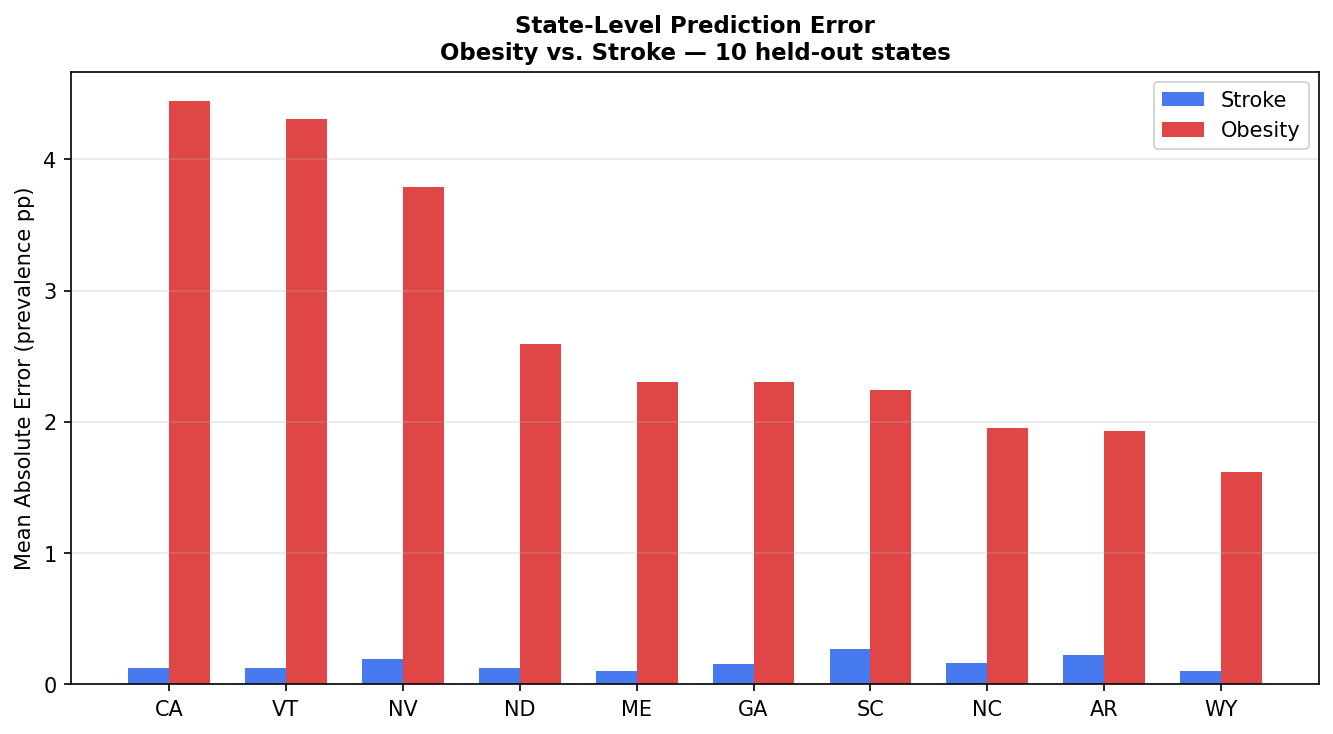 State-Level Prediction Error
Obesity vs. Stroke — 10 held-out states
Mean Absolute Error (prevalence pp)
4
3
2
1
0
Stroke
Obesity
CA VT NV ND ME GA SC NC AR WY